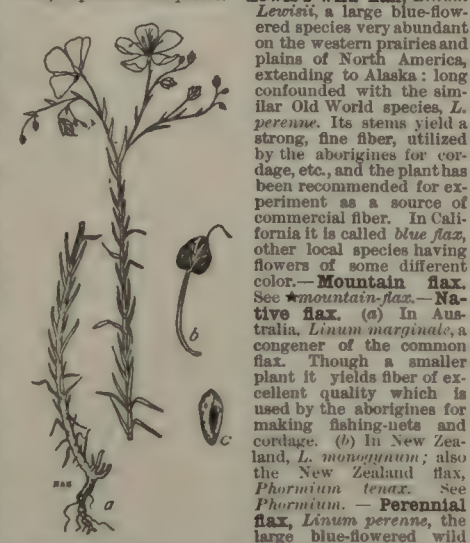 Lewisii, a large blue-flow-
ered species very abundant
on the western prairies and
plains of North America,
extending to Alaska: long
confounded with the sim-
ilar Old World species, L.
perenne. Its stems yield a
strong, fine fiber, utilized
by the aborigines for cor-
dage, etc., and the plant has
been recommended for ex-
periment as a source of
commercial fiber. In Cali-
fornia it is called blue flax,
other local species having
flowers of some different
color.—Mountain flax.
See ★mountain-flax.—Na-
tive flax. (a) In Aus-
tralia, Linum marginale, a
congener of the common
flax. Though a smaller
plant it yields fiber of ex-
cellent quality which is
used by the aborigines for
making fishing-nets and
cordage. (b) In New Zea-
land, L. monogynum; also
the New Zealand flax,
Phormium tenax. See
Phormium. — Perennial
flax, Linum perenne, the
large blue-flowered wild
b
c
a